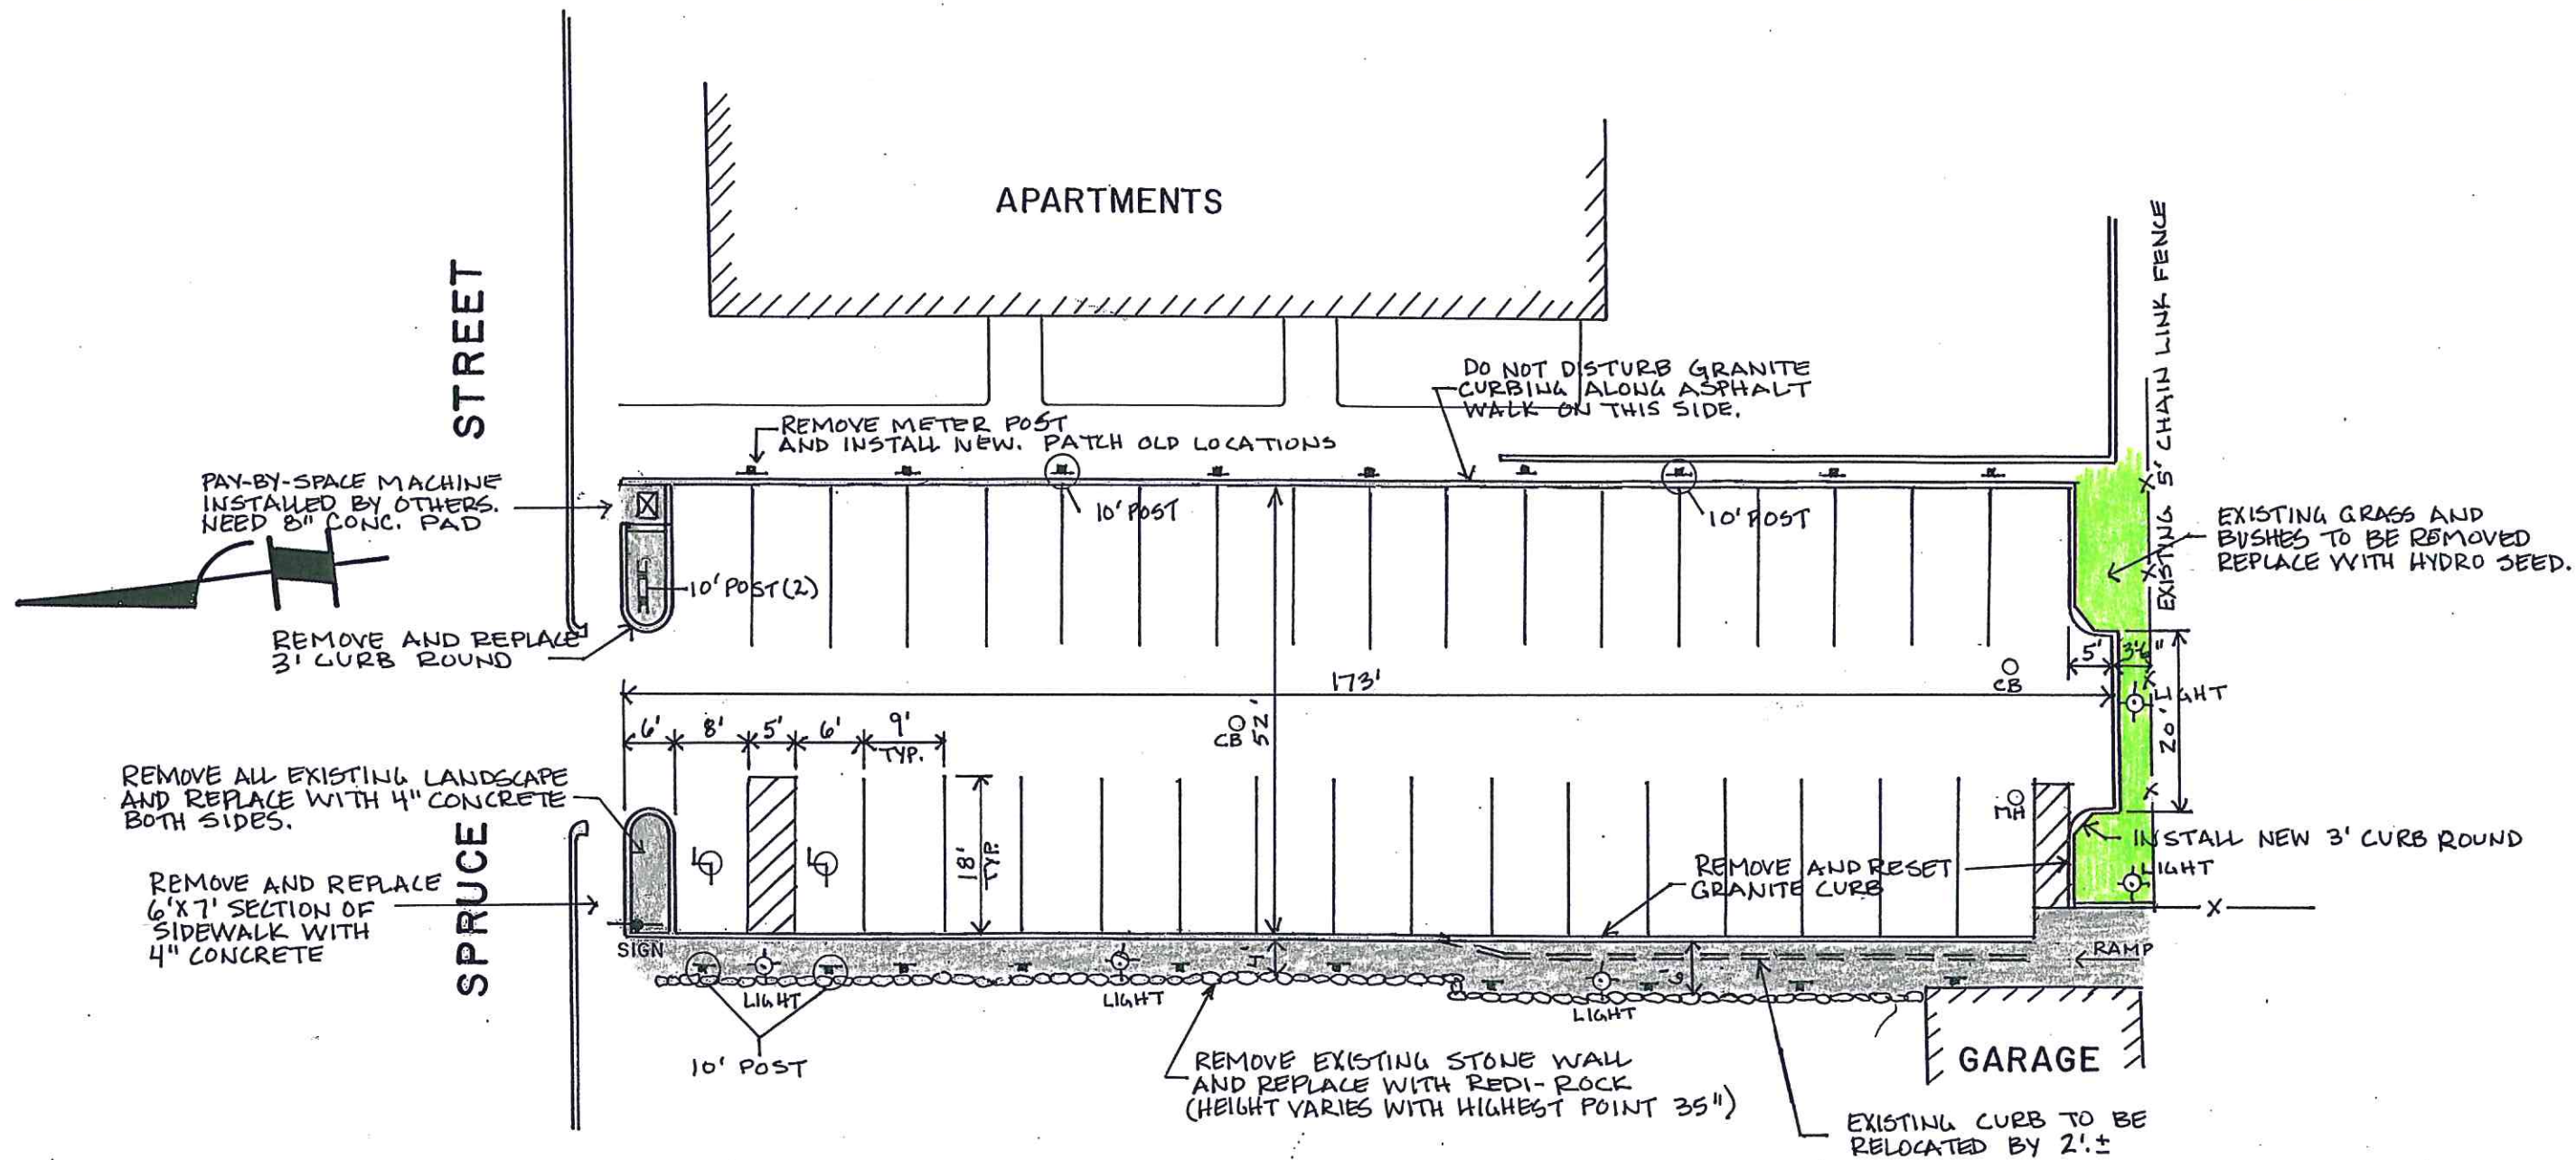 APARTMENTS
STREET
SPRUCE
EXISTING 5' CHAIN LINK FENCE
DO NOT DISTURB GRANITE
CURBING ALONG ASPHALT
WALK ON THIS SIDE.
REMOVE METER POST
AND INSTALL NEW. PATCH OLD LOCATIONS
PAY-BY-SPACE MACHINE
INSTALLED BY OTHERS.
NEED 8" CONC. PAD
10' POST
10' POST
EXISTING GRASS AND
BUSHES TO BE REMOVED
REPLACE WITH HYDRO SEED.
10' POST (2)
REMOVE AND REPLACE
3' CURB ROUND
5'
3'6"
173'
CB
LIGHT
20'
6'
8'
5'
6'
9'
TYP.
CB
52'
REMOVE ALL EXISTING LANDSCAPE
AND REPLACE WITH 4" CONCRETE
BOTH SIDES.
18'
TYP.
MH
INSTALL NEW 3' CURB ROUND
LIGHT
REMOVE AND RESET
GRANITE CURB
REMOVE AND REPLACE
6'X7' SECTION OF
SIDEWALK WITH
4" CONCRETE
SIGN
4'
6'
X
X
X
X
X
RAMP
LIGHT
LIGHT
LIGHT
10' POST
REMOVE EXISTING STONE WALL
AND REPLACE WITH REDI-ROCK
(HEIGHT VARIES WITH HIGHEST POINT 35")
GARAGE
EXISTING CURB TO BE
RELOCATED BY 2'.±